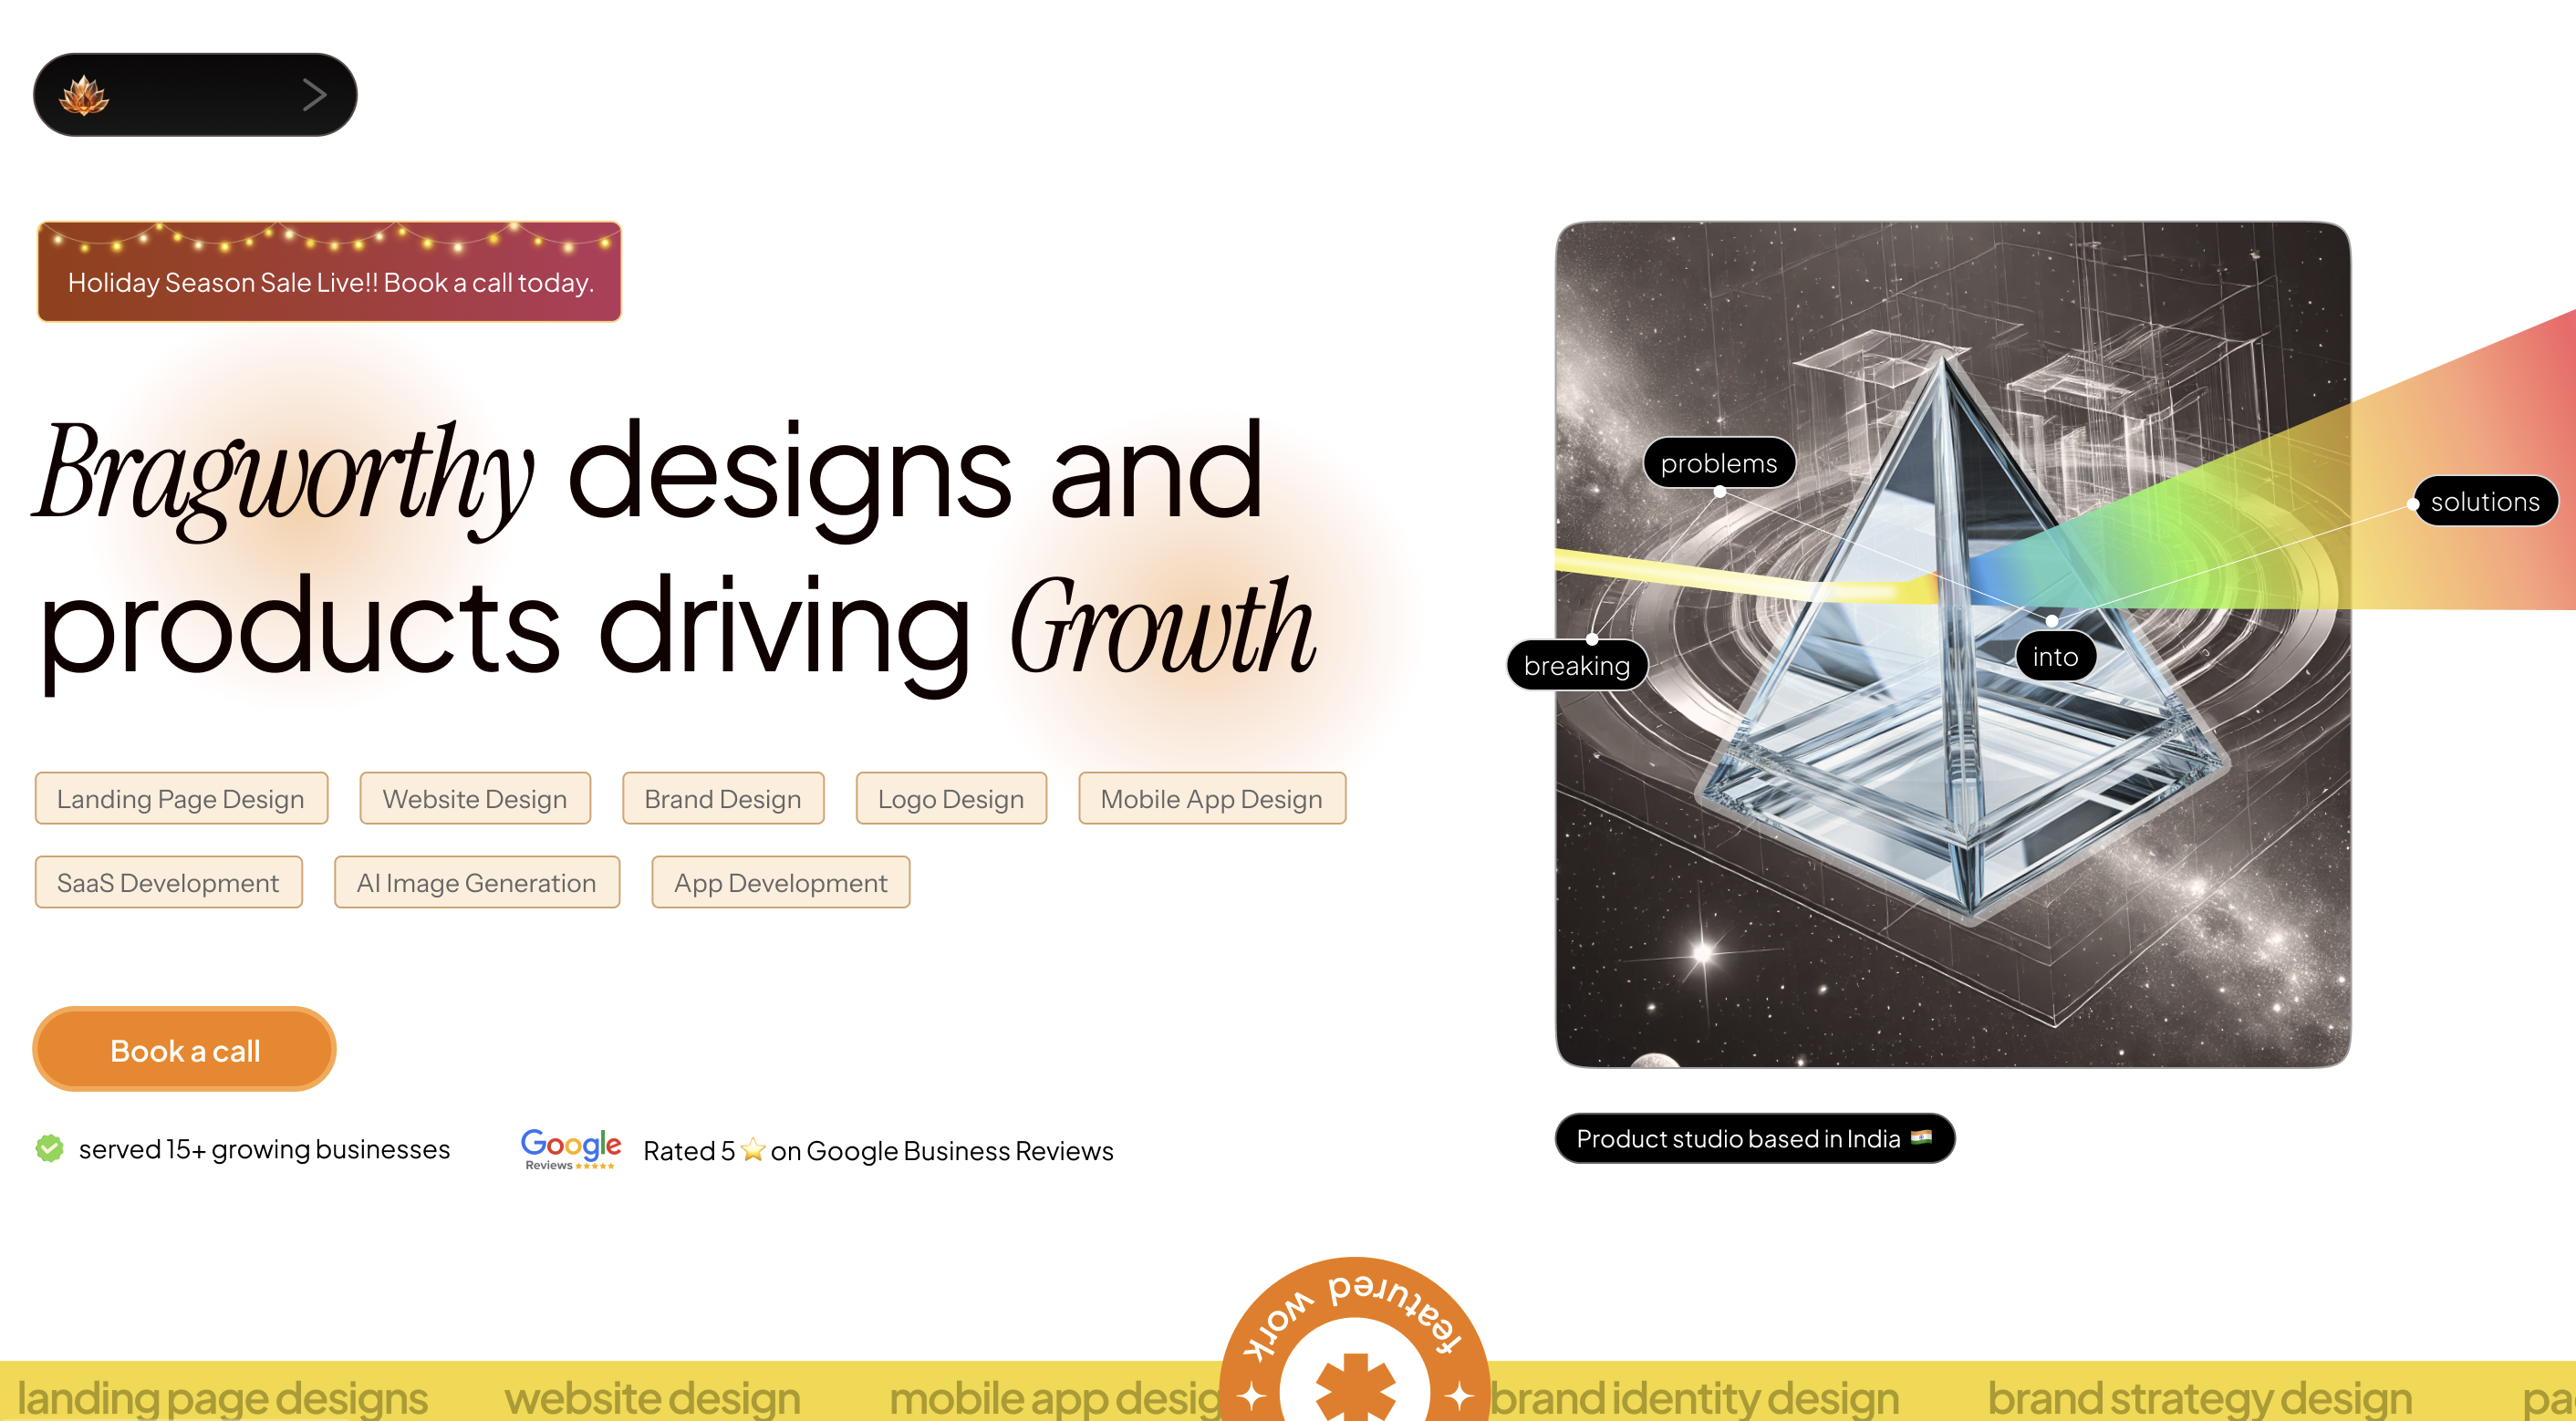 Holiday Season Sale Live!! Book a call today.
Bragworthy designs and
products driving Growth
Landing Page Design
Website Design
Brand Design
Logo Design
Mobile App Design
SaaS Development
AI Image Generation
App Development
Book a call
served 15+ growing businesses
Google
Reviews
Rated 5 ⭐ on Google Business Reviews
problems
solutions
breaking
into
Product studio based in India 🇮🇳
featured work
landing page designs
website design
mobile app desig
brand identity design
brand strategy design
pa